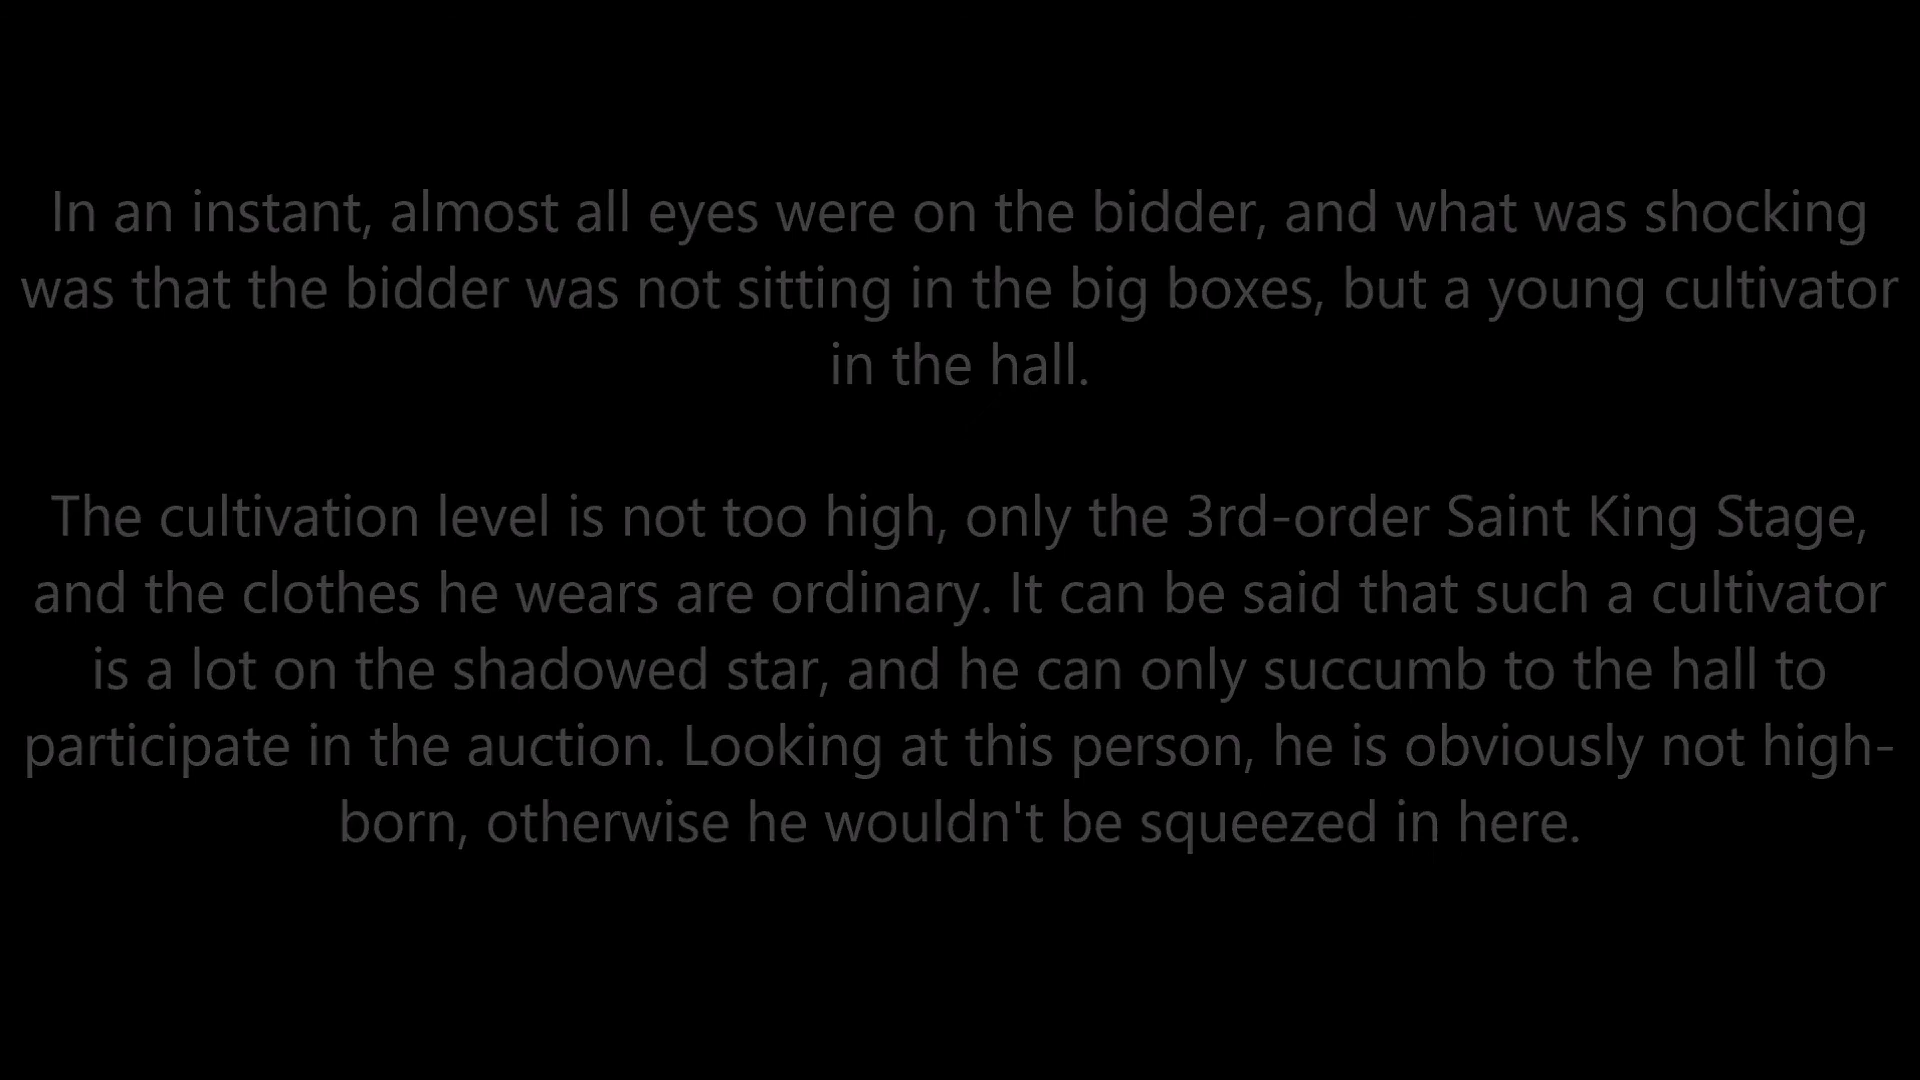 In an instant, almost all eyes were on the bidder, and what was shocking
was that the bidder was not sitting in the big boxes, but a young cultivator
in the hall.
The cultivation level is not too high, only the 3rd-order Saint King Stage,
and the clothes he wears are ordinary. It can be said that such a cultivator
is a lot on the shadowed star, and he can only succumb to the hall to
participate in the auction. Looking at this person, he is obviously not high-
born, otherwise he wouldn't be squeezed in here.